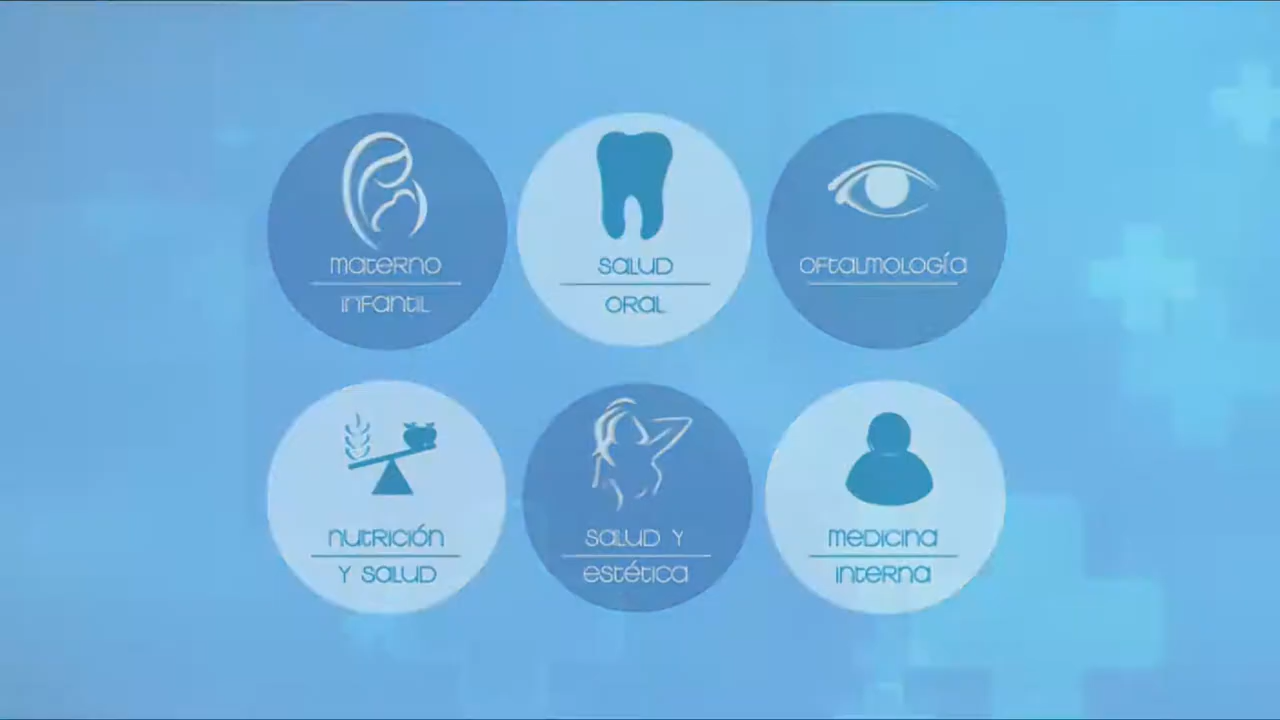 Materno
Infantil
Salud
Oral
Oftalmología
Nutrición
y Salud
Salud y
Estética
Medicina
Interna